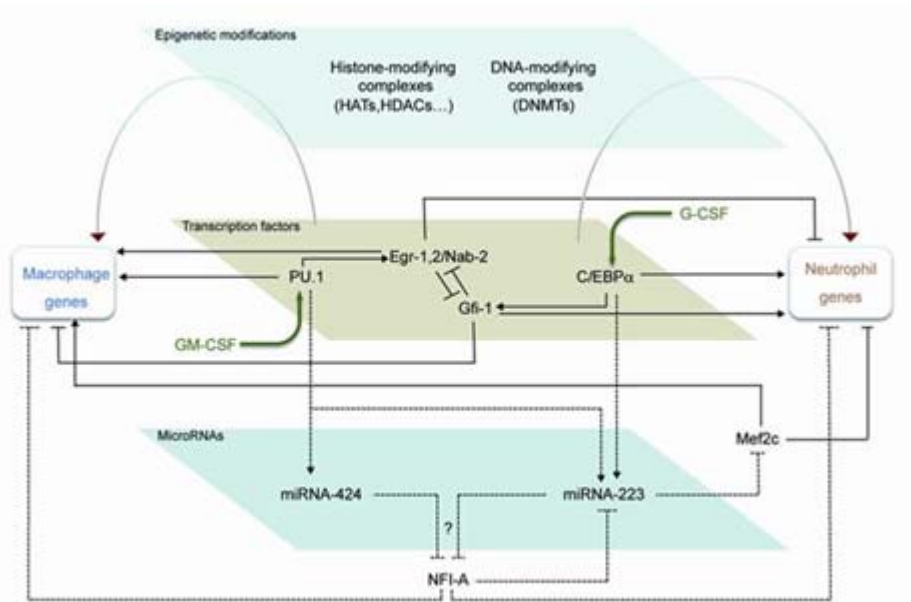 Epigenetic modifications
Histone-modifying
complexes
(HATs,HDACs...)
DNA-modifying
complexes
(DNMTs)
Transcription factors
G-CSF
Egr-1,2/Nab-2
Macrophage
genes
PU.1
C/EBPα
Neutrophil
genes
Gfi-1
GM-CSF
MicroRNAs
Mef2c
miRNA-424
miRNA-223
?
NFI-A